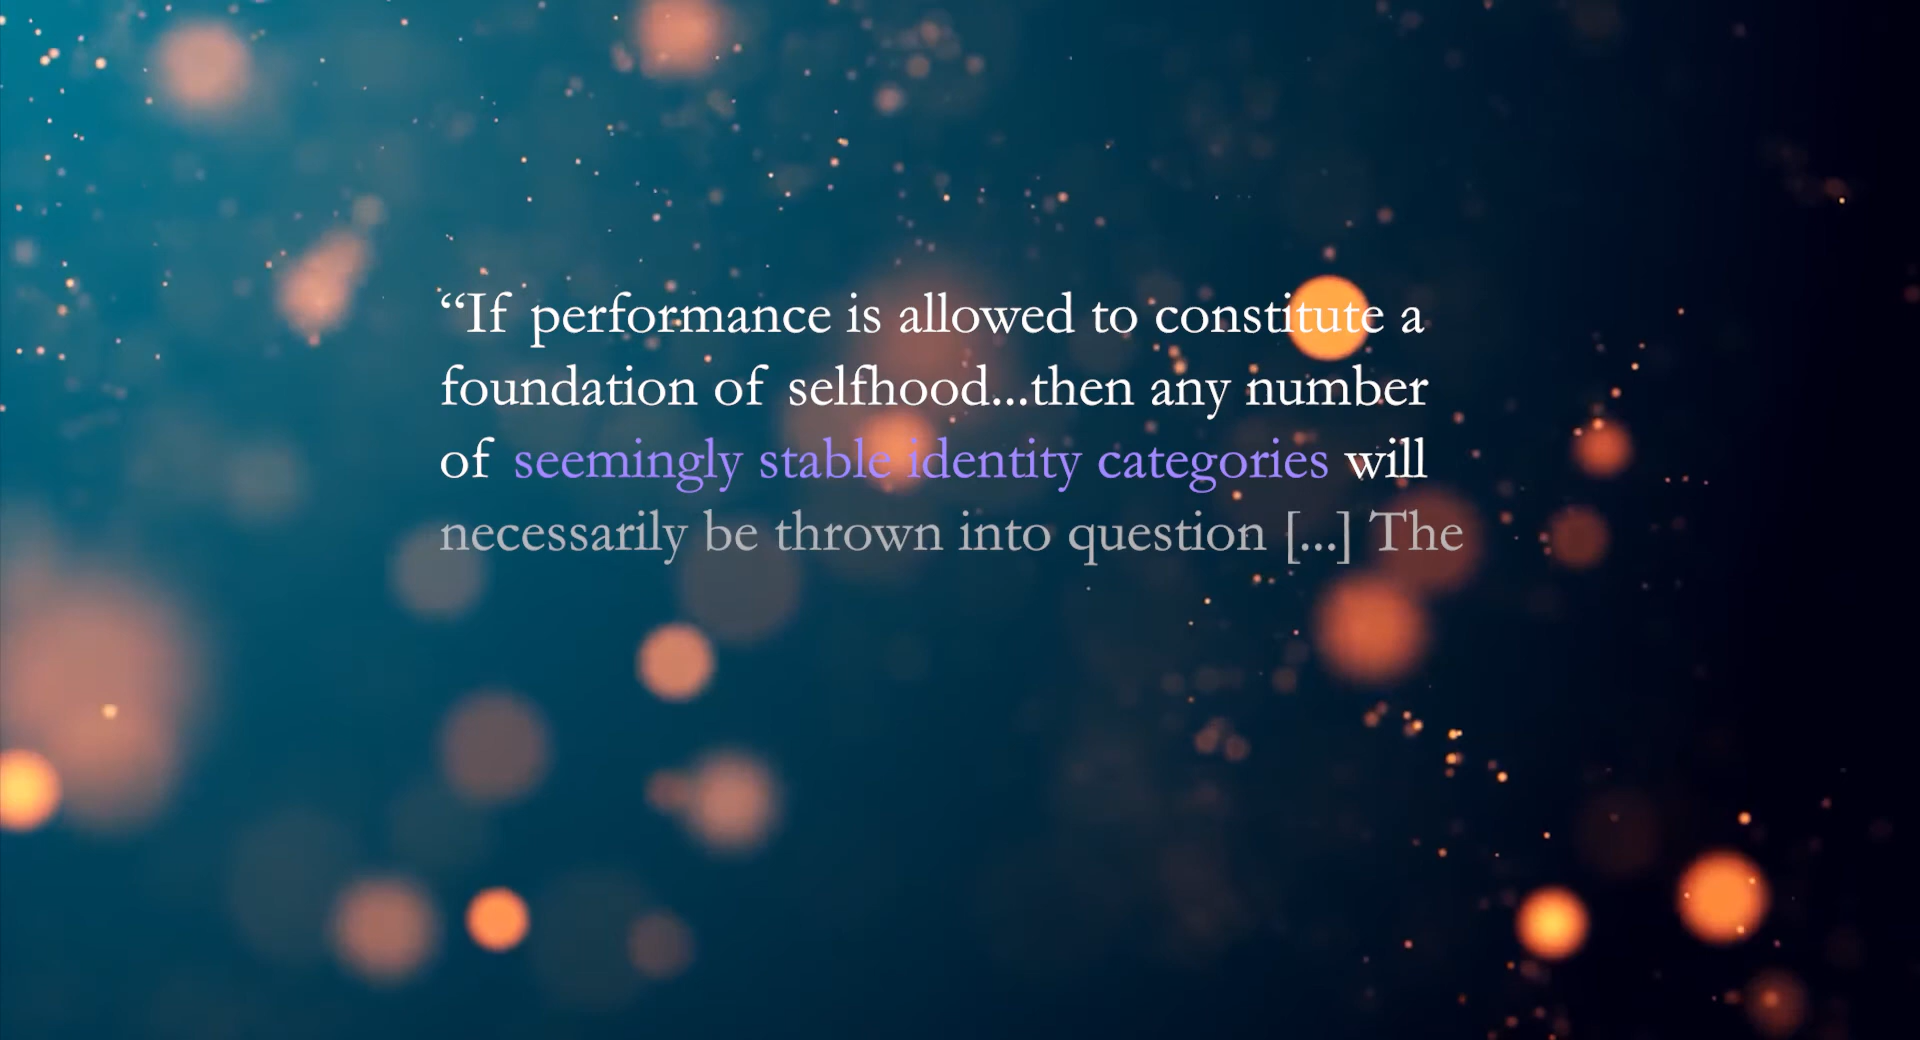 “If performance is allowed to constitute a
foundation of selfhood...then any number
of seemingly stable identity categories will
necessarily be thrown into question [...] The